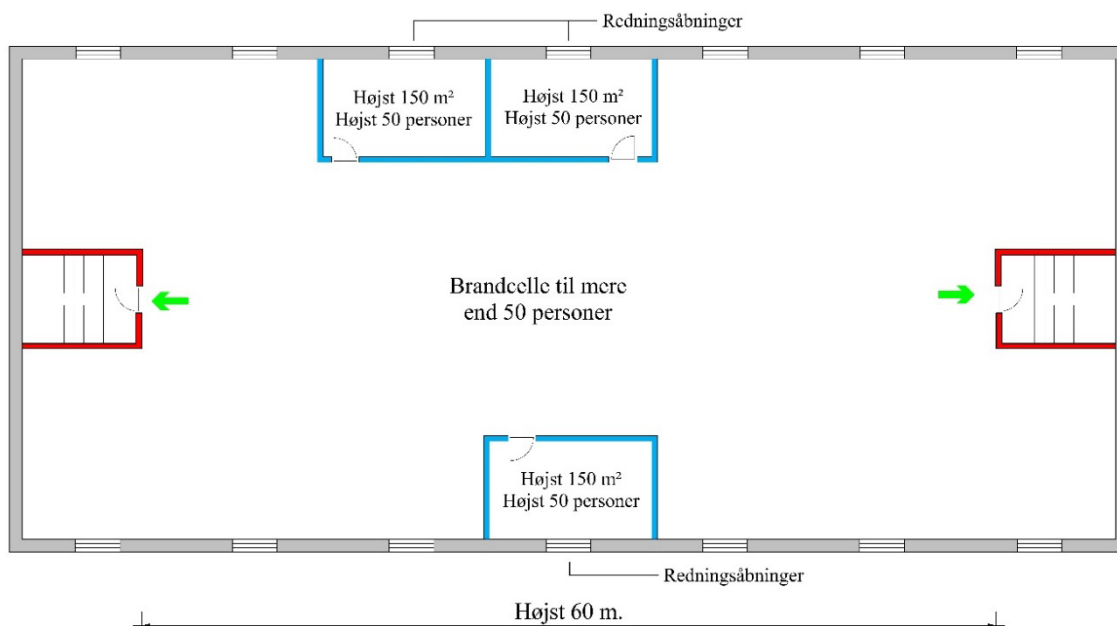 Redningsåbninger
Højst 150 m²
Højst 50 personer
Højst 150 m²
Højst 50 personer
Brandcelle til mere
end 50 personer
Højst 150 m²
Højst 50 personer
Redningsåbninger
Højst 60 m.